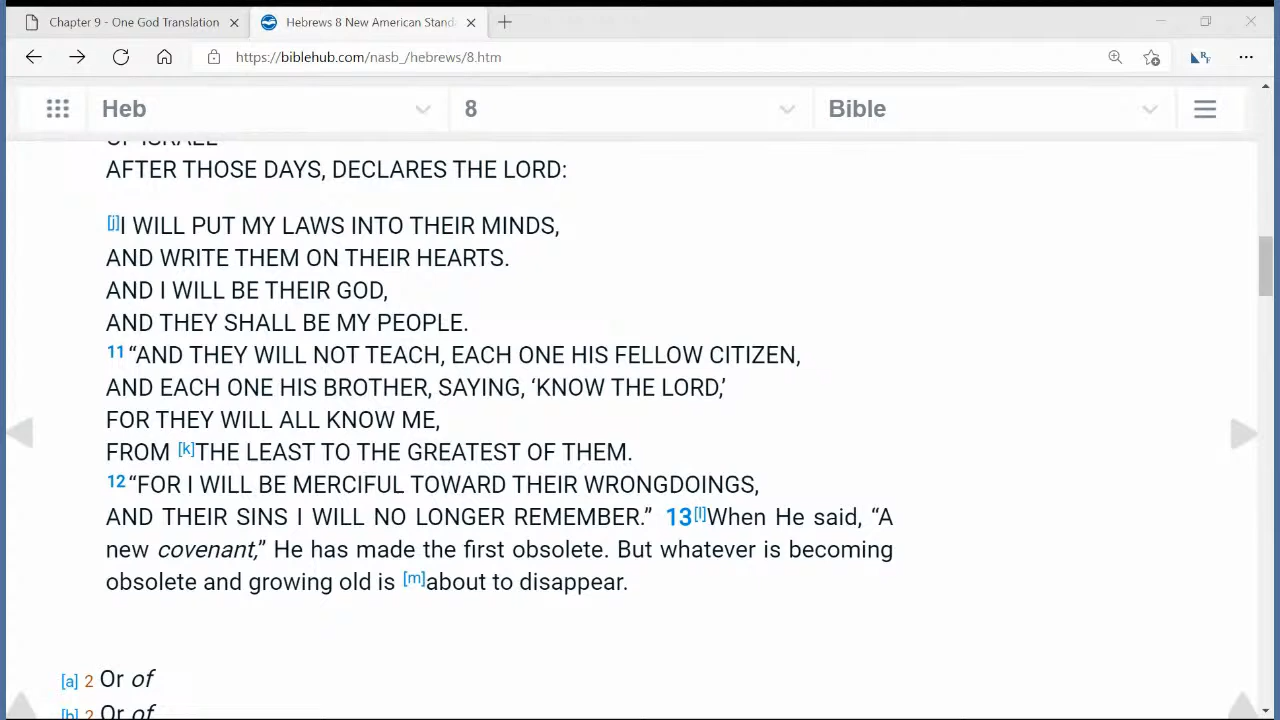 Chapter 9 - One God Translation
Hebrews 8 New American Stand
https://biblehub.com/nasb_/hebrews/8.htm
Heb
8
Bible
OF ISRAEL
AFTER THOSE DAYS, DECLARES THE LORD:
[j]I WILL PUT MY LAWS INTO THEIR MINDS,
AND WRITE THEM ON THEIR HEARTS.
AND I WILL BE THEIR GOD,
AND THEY SHALL BE MY PEOPLE.
11 “AND THEY WILL NOT TEACH, EACH ONE HIS FELLOW CITIZEN,
AND EACH ONE HIS BROTHER, SAYING, ‘KNOW THE LORD,’
FOR THEY WILL ALL KNOW ME,
FROM [k]THE LEAST TO THE GREATEST OF THEM.
12 “FOR I WILL BE MERCIFUL TOWARD THEIR WRONGDOINGS,
AND THEIR SINS I WILL NO LONGER REMEMBER.” 13[l]When He said, “A
new covenant,” He has made the first obsolete. But whatever is becoming
obsolete and growing old is [m]about to disappear.
[a] 2 Or of
[b] 2 Or of